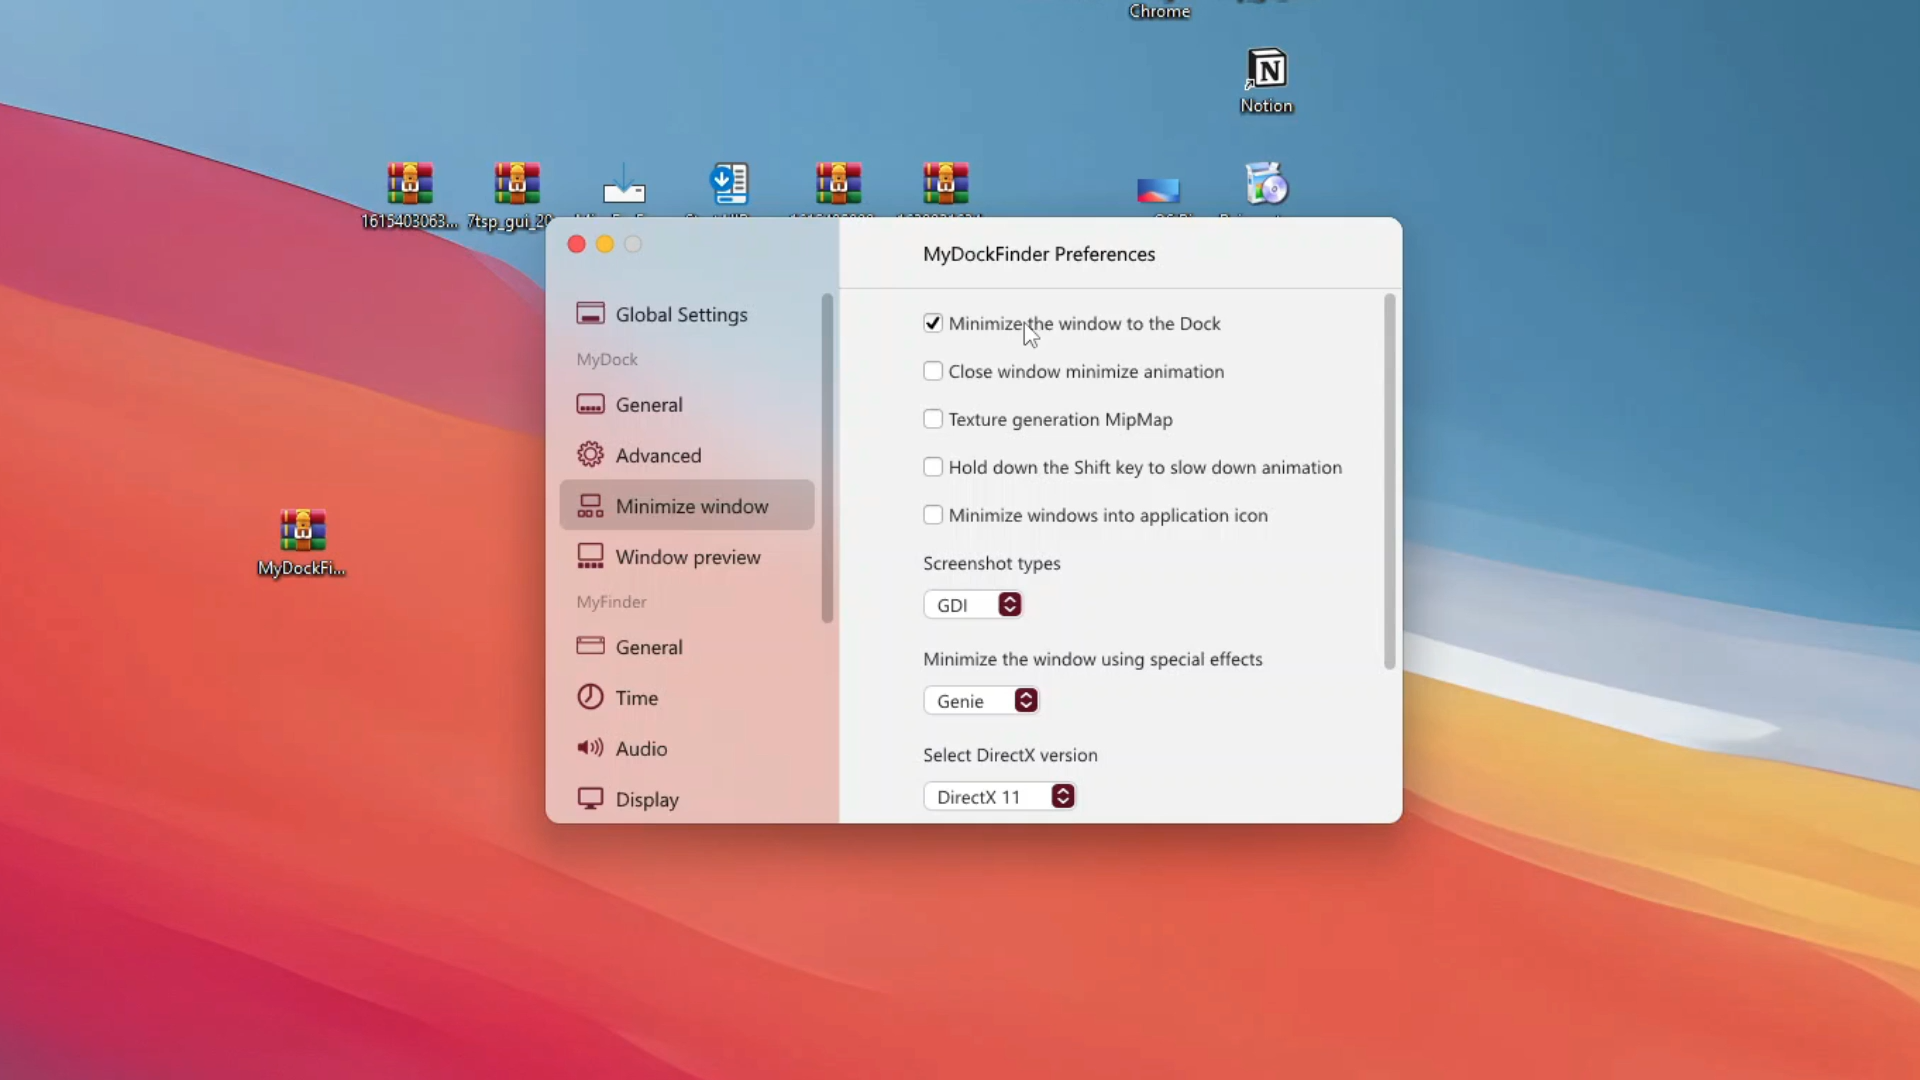 Chrome
Notion
1615403063...
7tsp_gui_20
MyDockFinder Preferences
Global Settings
MyDock
General
Advanced
Minimize window
Window preview
MyFinder
General
Time
Audio
Display
Minimize the window to the Dock
Close window minimize animation
Texture generation MipMap
Hold down the Shift key to slow down animation
Minimize windows into application icon
Screenshot types
GDI
Minimize the window using special effects
Genie
Select DirectX version
DirectX 11
MyDockFi...